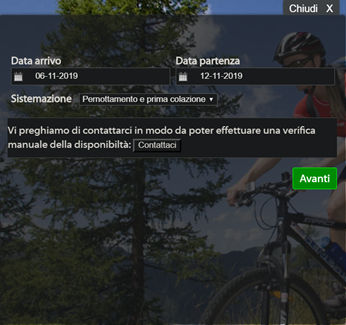 Chiudi X
Data arrivo Data partenza
06-11-2019 12-11-2019
Sistemazione Pernottamento e prima colazione
Vi preghiamo di contattarci in modo da poter effettuare una verifica
manuale della disponibiltà: Contattaci
Avanti